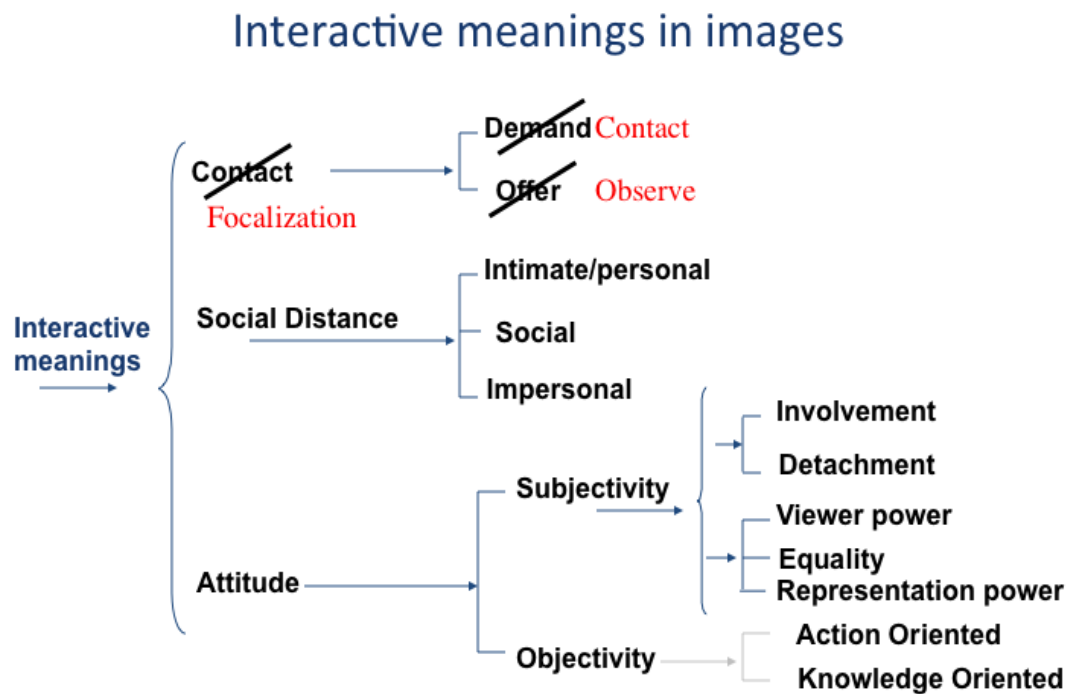 Interactive meanings in images
Demand Contact
Contact
Offer Observe
Focalization
Intimate/personal
Social Distance
Social
Interactive
meanings
Impersonal
Involvement
Detachment
Subjectivity
Viewer power
Equality
Attitude
Representation power
Action Oriented
Objectivity
Knowledge Oriented